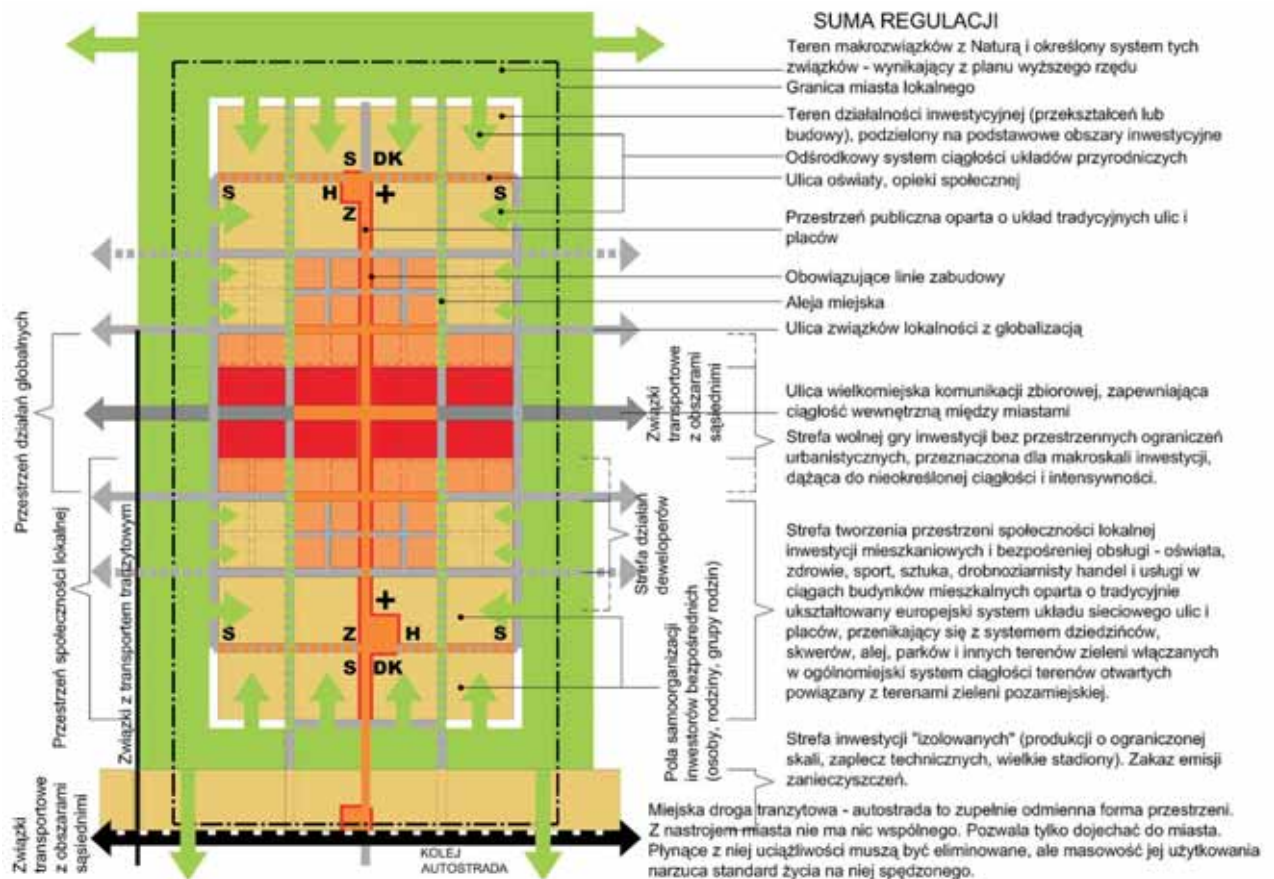 SUMA REGULACJI
Teren makrozwiązków z Naturą i określony system tych
związków - wynikający z planu wyższego rzędu
Granica miasta lokalnego
Teren działalności inwestycyjnej (przekształceń lub
budowy), podzielony na podstawowe obszary inwestycyjne
Odśrodkowy system ciągłości układów przyrodniczych
Ulica oświaty, opieki społecznej
Przestrzeń publiczna oparta o układ tradycyjnych ulic i
placów
Obowiązujące linie zabudowy
Aleja miejska
Ulica związków lokalności z globalizacją
Ulica wielkomiejska komunikacji zbiorowej, zapewniająca
ciągłość wewnętrzną między miastami
Strefa wolnej gry inwestycji bez przestrzennych ograniczeń
urbanistycznych, przeznaczona dla makroskali inwestycji,
dążąca do nieokreślonej ciągłości i intensywności.
Strefa tworzenia przestrzeni społeczności lokalnej
inwestycji mieszkaniowych i bezpośreniej obsługi - oświata,
zdrowie, sport, sztuka, drobnoziarnisty handel i usługi w
ciągach budynków mieszkalnych oparta o tradycyjnie
ukształtowany europejski system układu sieciowego ulic i
placów, przenikający się z systemem dziedzińców,
skwerów, alej, parków i innych terenów zieleni włączanych
w ogólnomiejski system ciągłości terenów otwartych
powiązany z terenami zieleni pozamiejskiej.
Strefa inwestycji "izolowanych" (produkcji o ograniczonej
skali, zaplecz technicznych, wielkie stadiony). Zakaz emisji
zanieczyszczeń.
Miejska droga tranzytowa - autostrada to zupełnie odmienna forma przestrzeni.
Z nastrojem miasta nie ma nic wspólnego. Pozwala tylko dojechać do miasta.
Płynące z niej uciążliwości muszą być eliminowane, ale masowość jej użytkowania
narzuca standard życia na niej spędzonego.
S DK
S H + S
Z
+
S Z H S
S DK
Przestrzeń działań globalnych
Przestrzeń społeczności lokalnej
Związki z transportem tranzytowym
Związki
transportowe
z obszarami
sąsiednimi
Związki
transportowe
z obszarami
sąsiednimi
Strefa działań
deweloperów
Pola samoorganizacji
inwestorów bezpośrednich
(osoby, rodziny, grupy rodzin)
KOLEJ
AUTOSTRADA